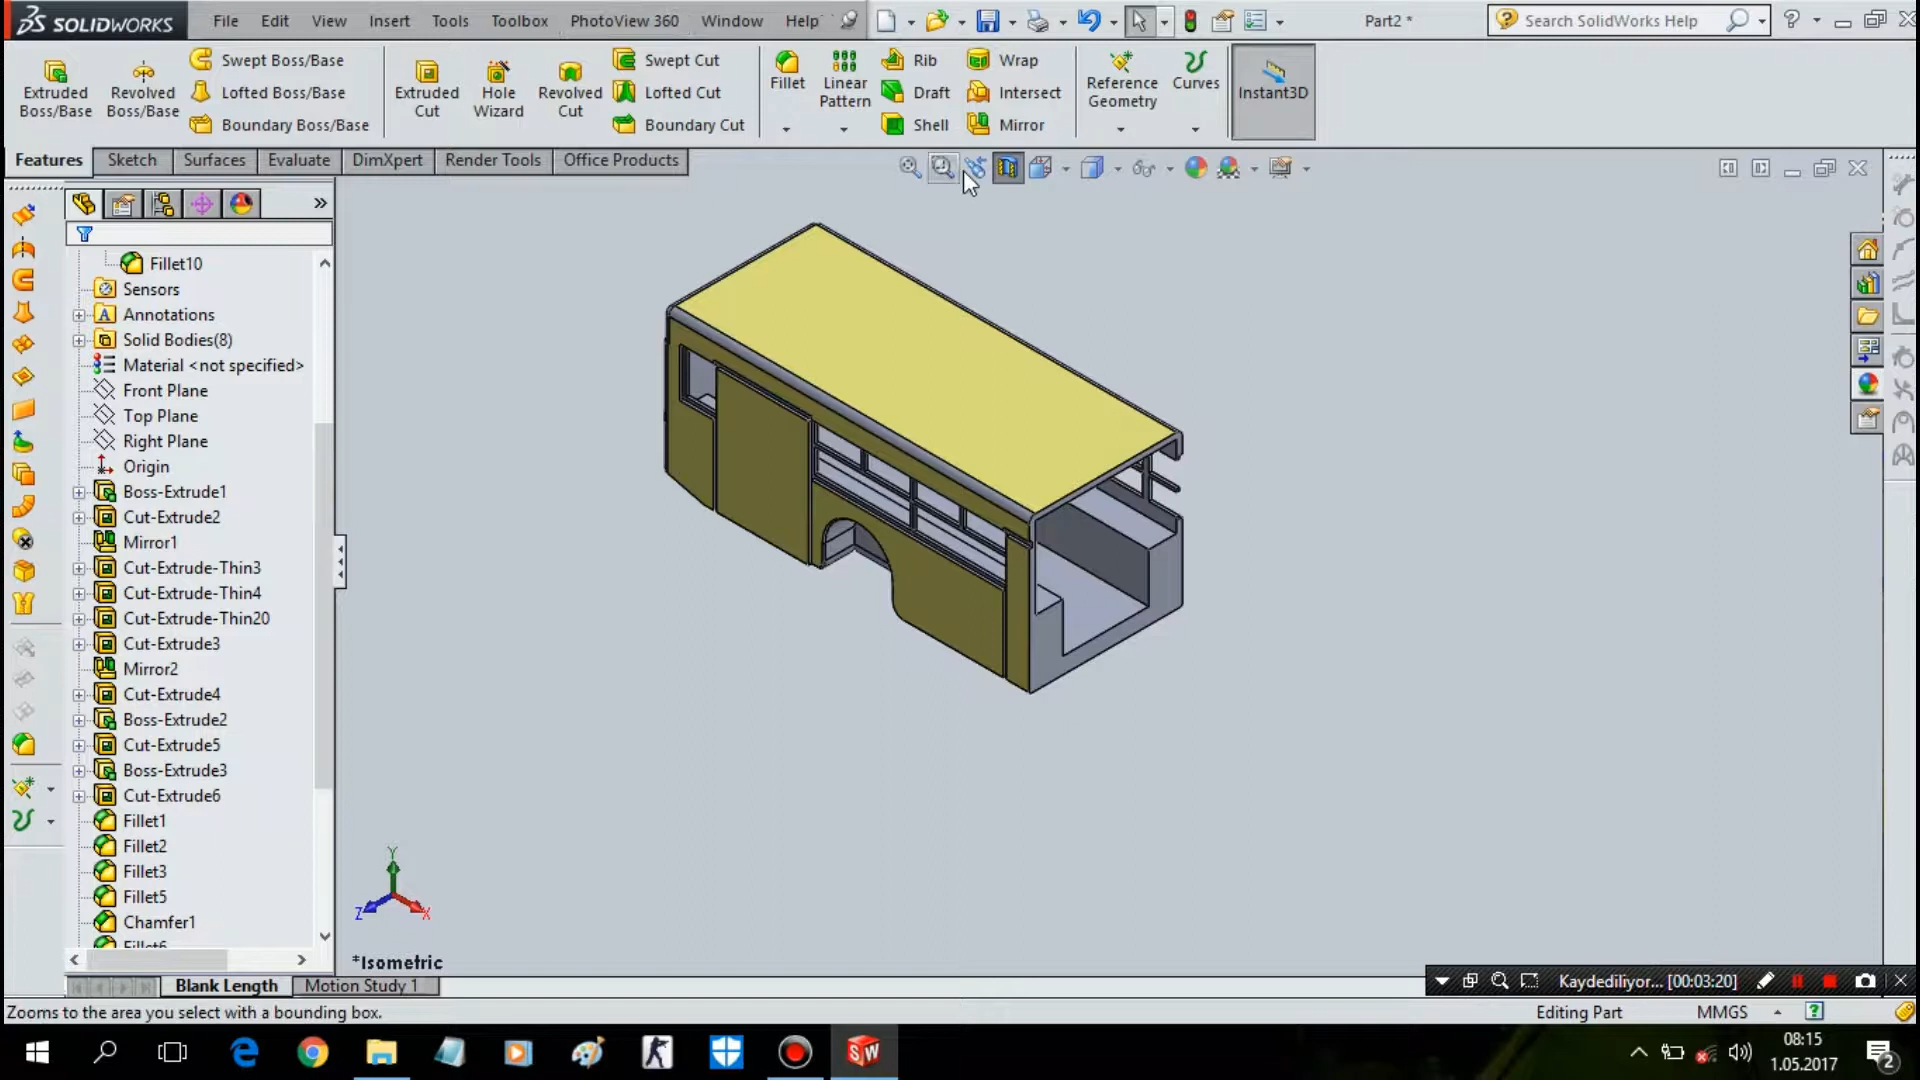 SOLIDWORKS
File Edit View Insert Tools Toolbox PhotoView 360 Window Help
Part2 *
Search SolidWorks Help
Extruded Boss/Base
Revolved Boss/Base
Swept Boss/Base
Lofted Boss/Base
Boundary Boss/Base
Extruded Cut
Hole Wizard
Revolved Cut
Swept Cut
Lofted Cut
Boundary Cut
Fillet
Linear Pattern
Rib
Draft
Shell
Wrap
Intersect
Mirror
Reference Geometry
Curves
Instant3D
Features Sketch Surfaces Evaluate DimXpert Render Tools Office Products
Fillet10
Sensors
Annotations
Solid Bodies(8)
Material <not specified>
Front Plane
Top Plane
Right Plane
Origin
Boss-Extrude1
Cut-Extrude2
Mirror1
Cut-Extrude-Thin3
Cut-Extrude-Thin4
Cut-Extrude-Thin20
Cut-Extrude3
Mirror2
Cut-Extrude4
Boss-Extrude2
Cut-Extrude5
Boss-Extrude3
Cut-Extrude6
Fillet1
Fillet2
Fillet3
Fillet5
Chamfer1
Fillet6
Y
Z
X
*Isometric
Blank Length Motion Study 1
Kaydediliyor... [00:03:20]
Zooms to the area you select with a bounding box.
Editing Part
MMGS
08:15
1.05.2017
2